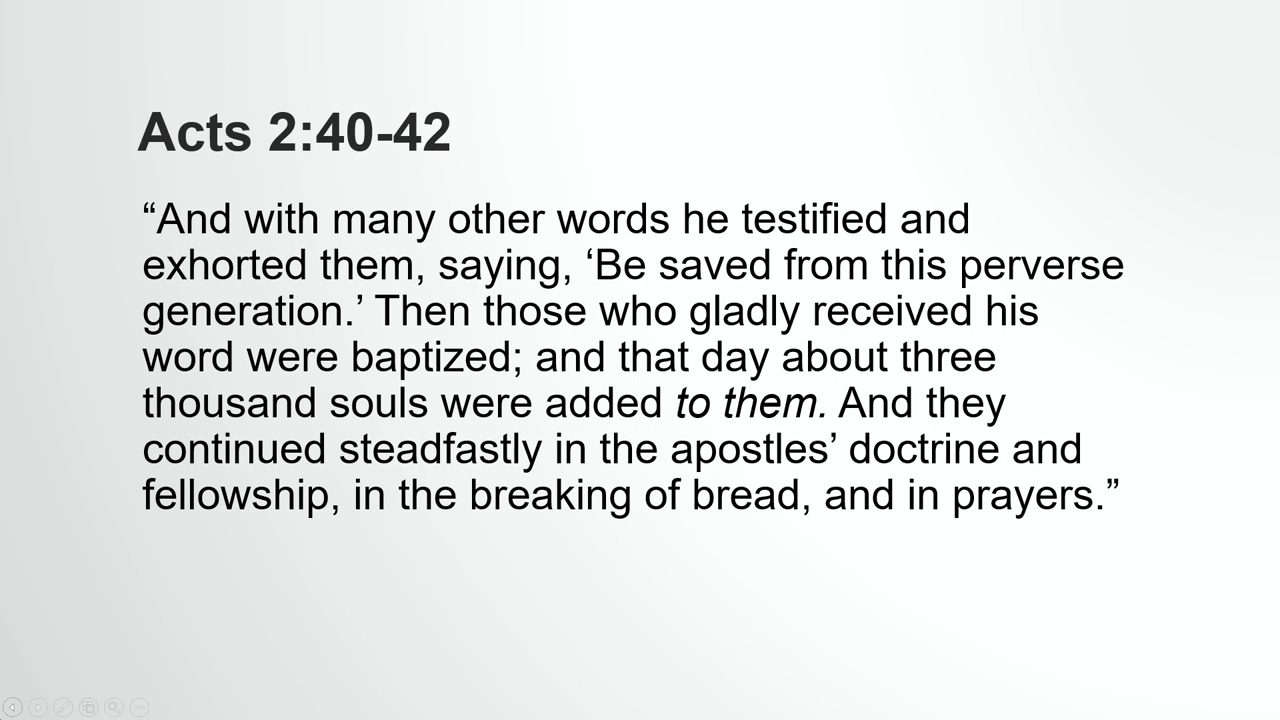 Acts 2:40-42
“And with many other words he testified and
exhorted them, saying, ‘Be saved from this perverse
generation.’ Then those who gladly received his
word were baptized; and that day about three
thousand souls were added to them. And they
continued steadfastly in the apostles’ doctrine and
fellowship, in the breaking of bread, and in prayers.”